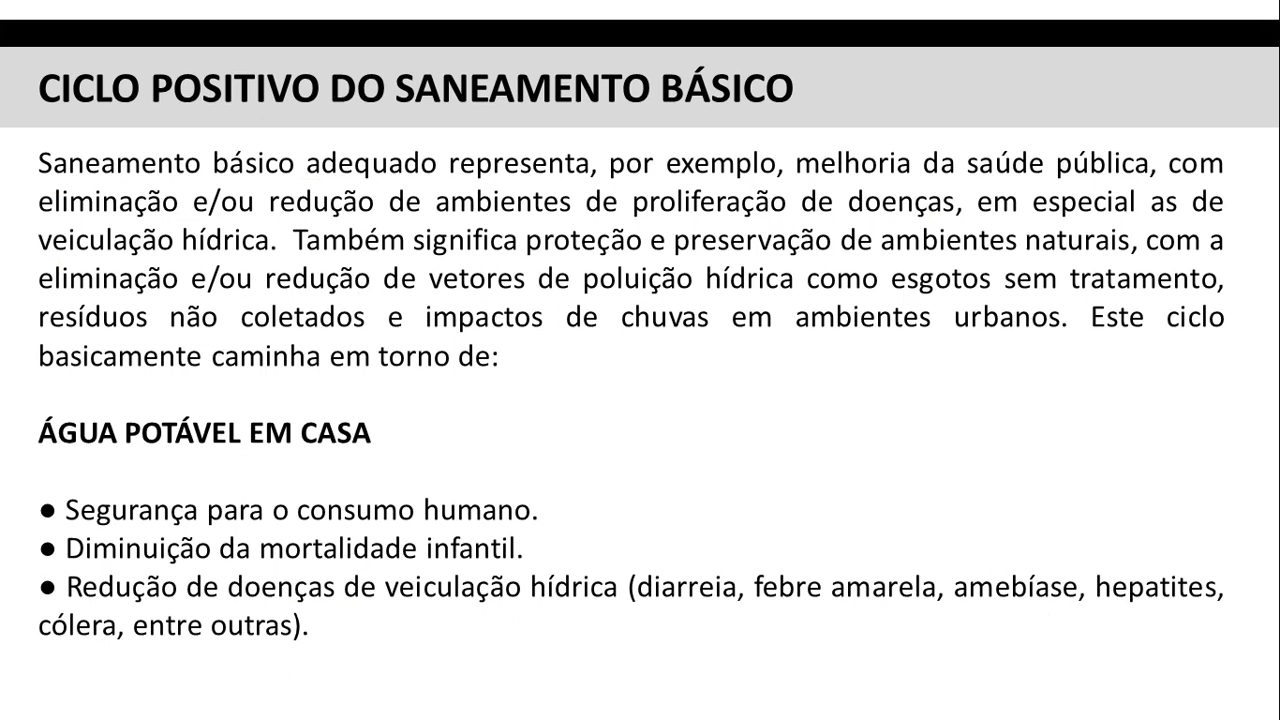 CICLO POSITIVO DO SANEAMENTO BÁSICO
Saneamento básico adequado representa, por exemplo, melhoria da saúde pública, com
eliminação e/ou redução de ambientes de proliferação de doenças, em especial as de
veiculação hídrica.  Também significa proteção e preservação de ambientes naturais, com a
eliminação e/ou redução de vetores de poluição hídrica como esgotos sem tratamento,
resíduos não coletados e impactos de chuvas em ambientes urbanos. Este ciclo
basicamente caminha em torno de:
ÁGUA POTÁVEL EM CASA
● Segurança para o consumo humano.
● Diminuição da mortalidade infantil.
● Redução de doenças de veiculação hídrica (diarreia, febre amarela, amebíase, hepatites,
cólera, entre outras).